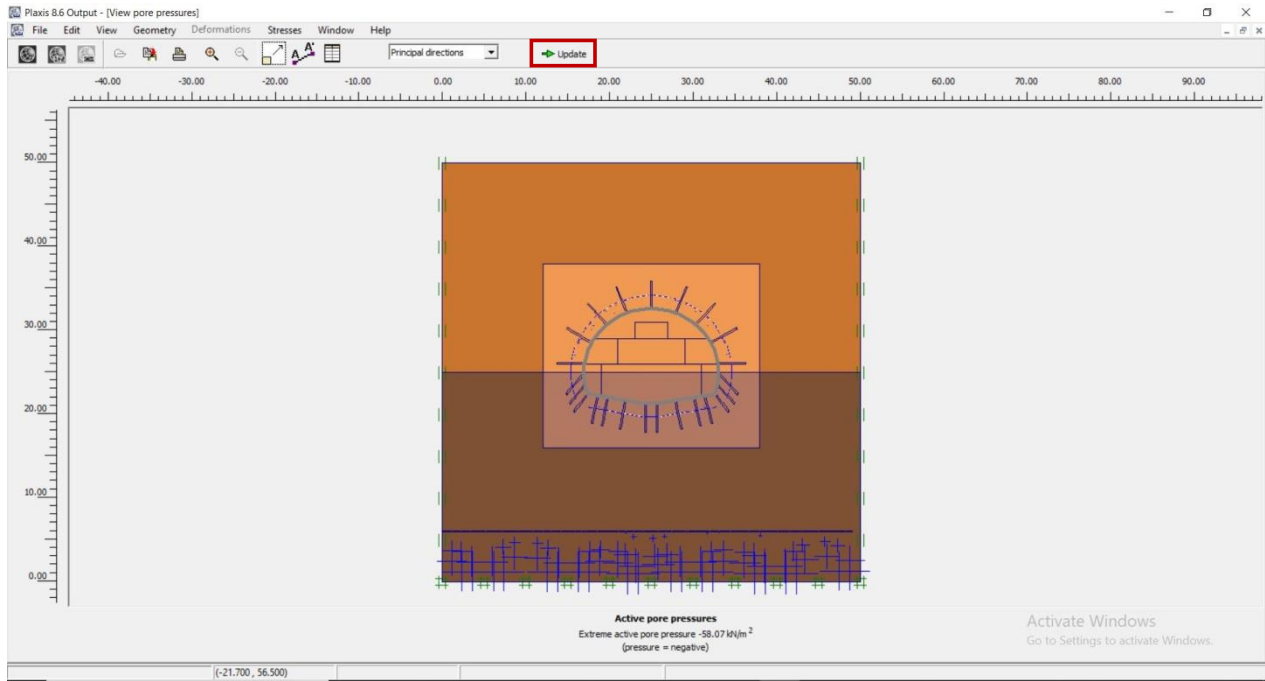 Plaxis 8.6 Output - [View pore pressures]
File Edit View Geometry Deformations Stresses Window Help
Principal directions Update
-40.00 -30.00 -20.00 -10.00 0.00 10.00 20.00 30.00 40.00 50.00 60.00 70.00 80.00 90.00
50.00
40.00
30.00
20.00
10.00
0.00
Active pore pressures
Extreme active pore pressure -58.07 kN/m 2
(pressure = negative)
Activate Windows
Go to Settings to activate Windows.
(-21.700 , 56.500)